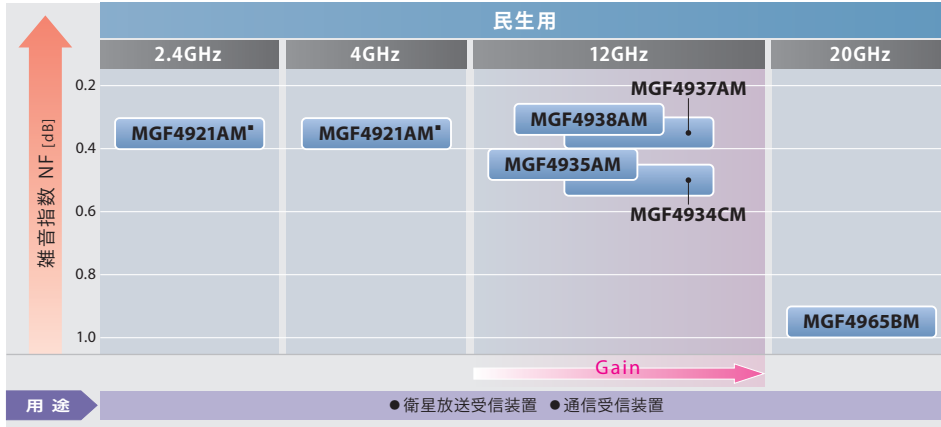 民生用
2.4GHz 4GHz 12GHz 20GHz
雑音指数 NF [dB]
0.2
MGF4937AM
MGF4921AM▪ MGF4921AM▪ MGF4938AM
0.4
MGF4935AM
0.6
MGF4934CM
0.8
MGF4965BM
1.0
Gain
用途
●衛星放送受信装置 ●通信受信装置